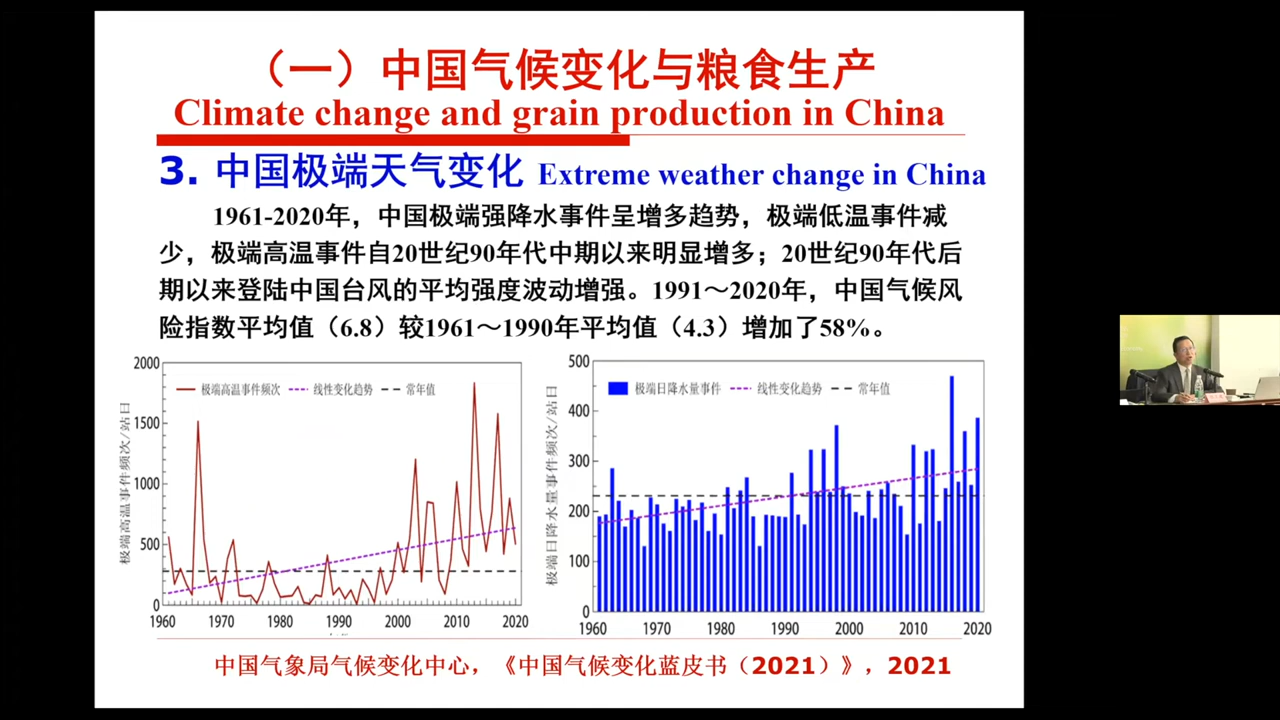 （一）中国气候变化与粮食生产
Climate change and grain production in China
3. 中国极端天气变化 Extreme weather change in China
1961-2020年，中国极端强降水事件呈增多趋势，极端低温事件减
少，极端高温事件自20世纪90年代中期以来明显增多；20世纪90年代后
期以来登陆中国台风的平均强度波动增强。1991～2020年，中国气候风
险指数平均值（6.8）较1961～1990年平均值（4.3）增加了58%。
极端高温事件频次/站日
2000
1500
1000
500
0
极端高温事件频次 线性变化趋势 常年值
1960 1970 1980 1990 2000 2010 2020
极端日降水量事件频次/站日
500
400
300
200
100
0
极端日降水量事件 线性变化趋势 常年值
1960 1970 1980 1990 2000 2010 2020
中国气象局气候变化中心，《中国气候变化蓝皮书（2021）》，2021